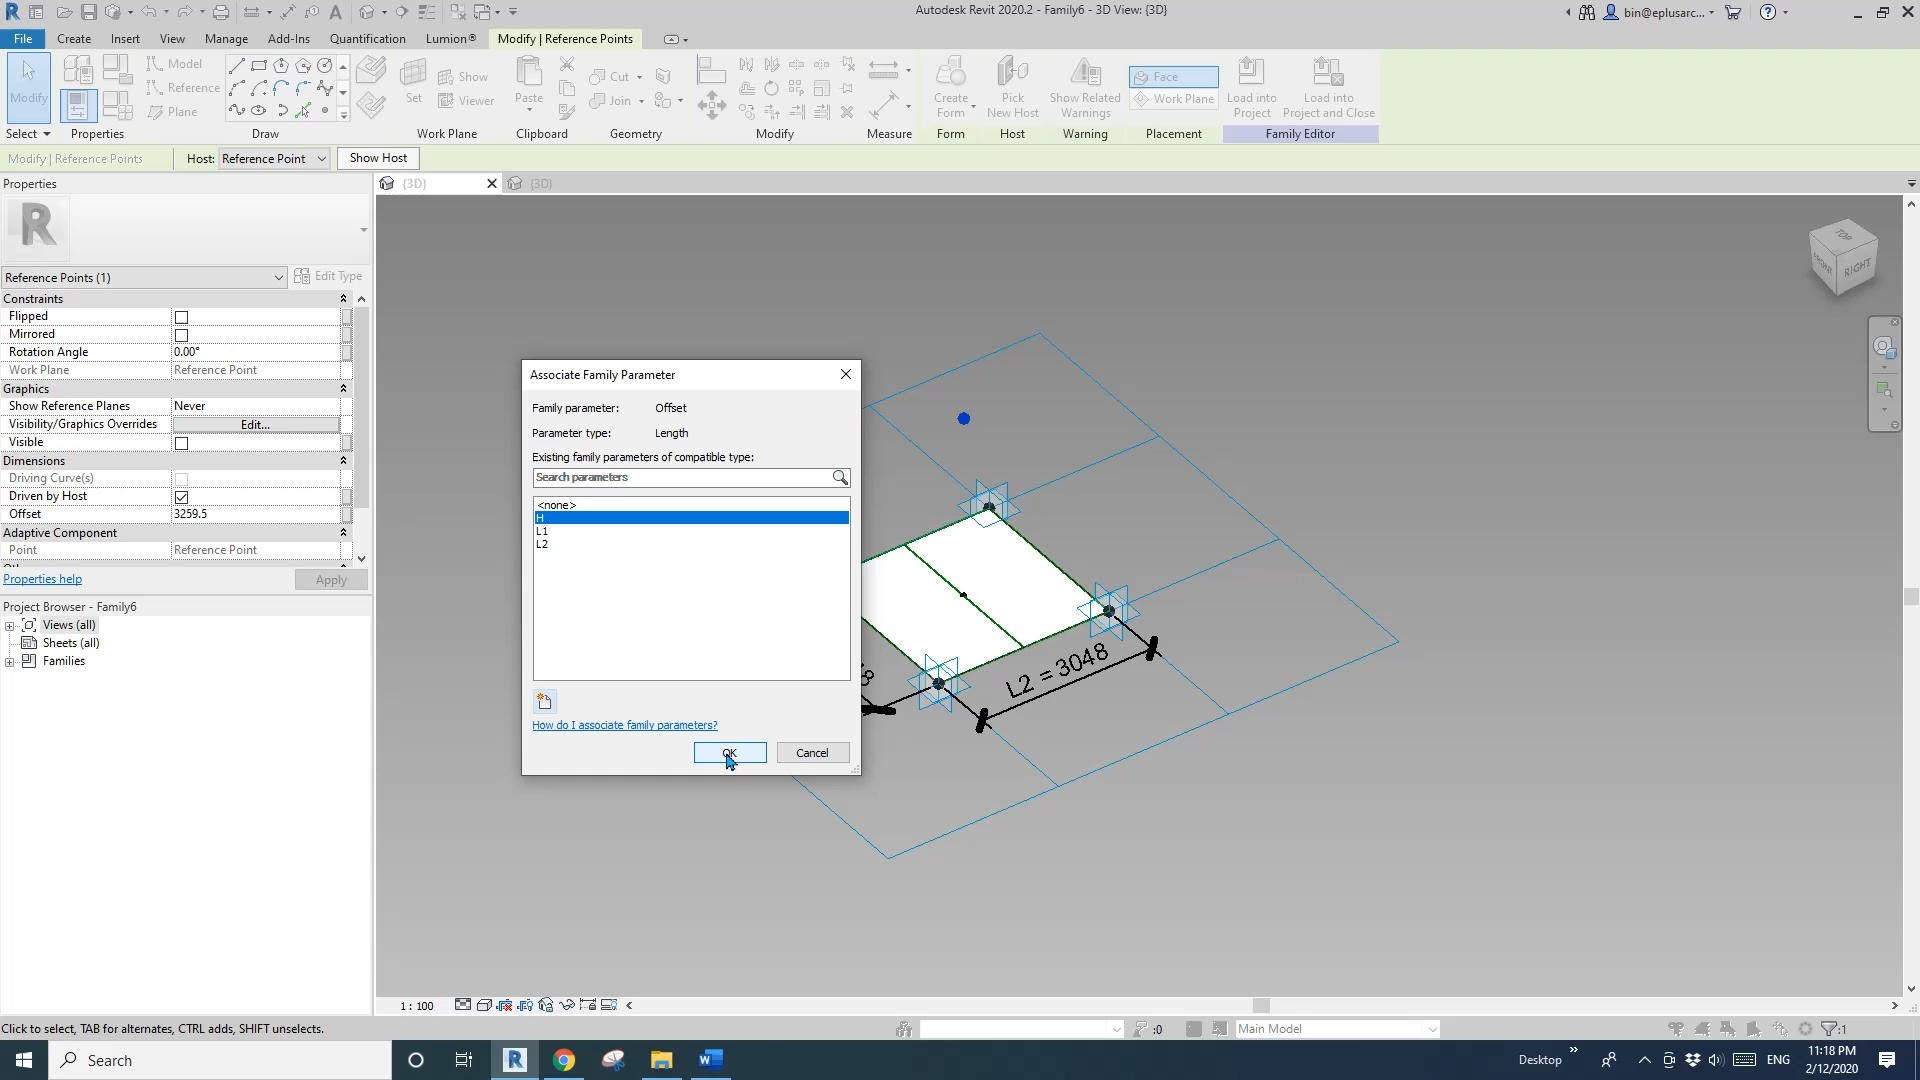 Autodesk Revit 2020.2 - Family6 - 3D View: {3D}
bin@eplusarc...
File Create Insert View Manage Add-Ins Quantification Lumion® Modify | Reference Points
Modify
Model
Reference
Plane
Set
Show
Viewer
Paste
Cut
Join
Create Form
Pick New Host
Show Related Warnings
Face
Work Plane
Load into Project
Load into Project and Close
Select Properties Draw Work Plane Clipboard Geometry Modify Measure Form Host Warning Placement Family Editor
Modify | Reference Points Host: Reference Point Show Host
Properties
{3D}
{3D}
R
Reference Points (1) Edit Type
Constraints
Flipped
Mirrored
Rotation Angle 0.00°
Work Plane Reference Point
Graphics
Show Reference Planes Never
Visibility/Graphics Overrides Edit...
Visible
Dimensions
Driving Curve(s)
Driven by Host
Offset 3259.5
Adaptive Component
Point Reference Point
Properties help Apply
Project Browser - Family6
Views (all)
Sheets (all)
Families
Associate Family Parameter
Family parameter: Offset
Parameter type: Length
Existing family parameters of compatible type:
Search parameters
<none>
H
L1
L2
How do I associate family parameters?
OK Cancel
L2 = 3048
8
TOP
FRONT
RIGHT
1 : 100
Click to select, TAB for alternates, CTRL adds, SHIFT unselects.
:0
Main Model
:1
Search
Desktop
ENG
11:18 PM
2/12/2020